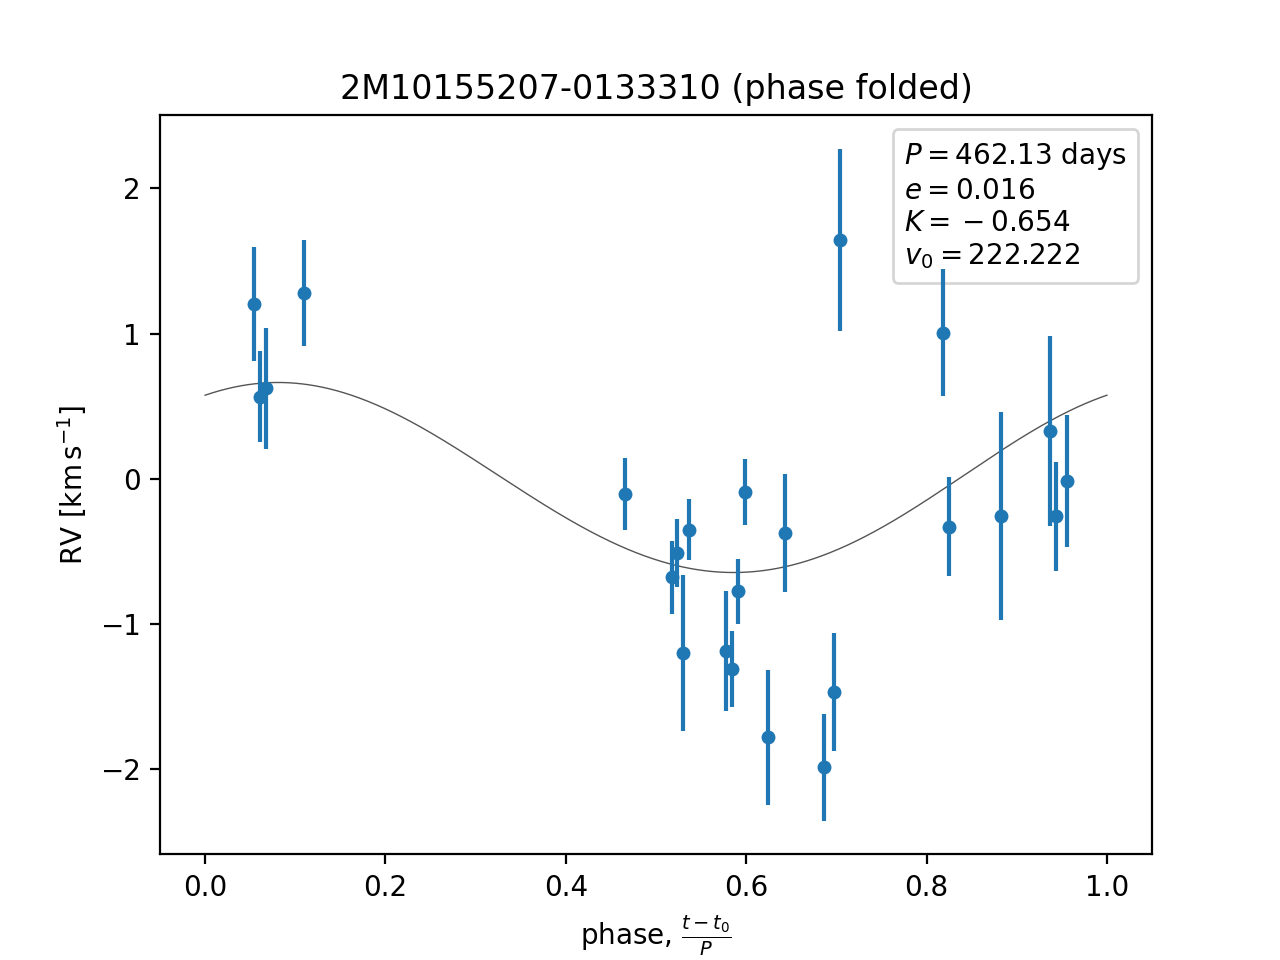 2M10155207-0133310 (phase folded)
P = 462.13 days
e = 0.016
K = −0.654
v₀ = 222.222
2
1
0
−1
−2
RV [km s⁻¹]
0.0 0.2 0.4 0.6 0.8 1.0
phase, (t − t₀)/P